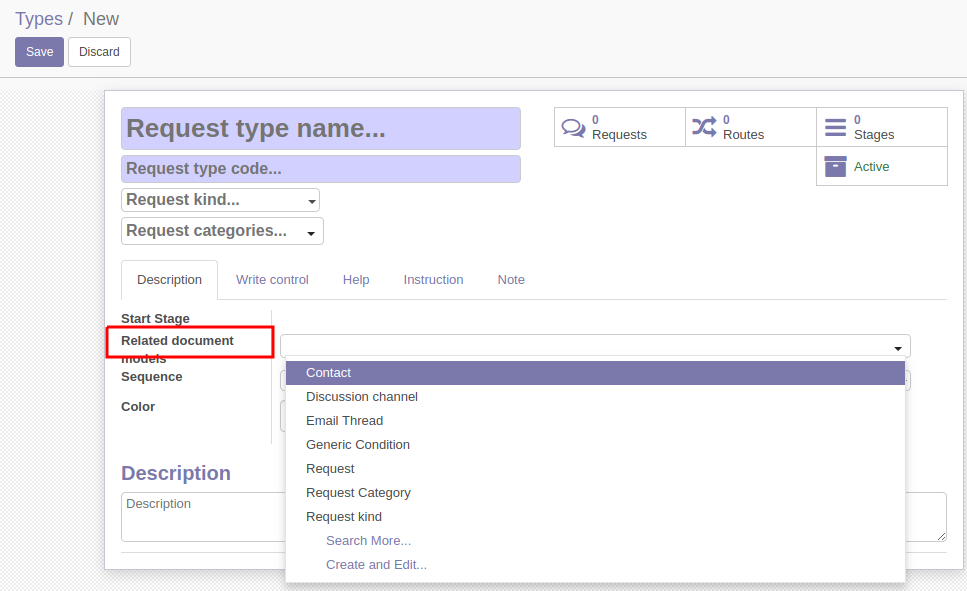 Types / New
Save Discard
Request type name...
Request type code...
Request kind...
Request categories...
0
Requests
0
Routes
0
Stages
Active
Description Write control Help Instruction Note
Start Stage
Related document
models
Sequence
Color
Contact
Discussion channel
Email Thread
Generic Condition
Request
Request Category
Request kind
Search More...
Create and Edit...
Description
Description